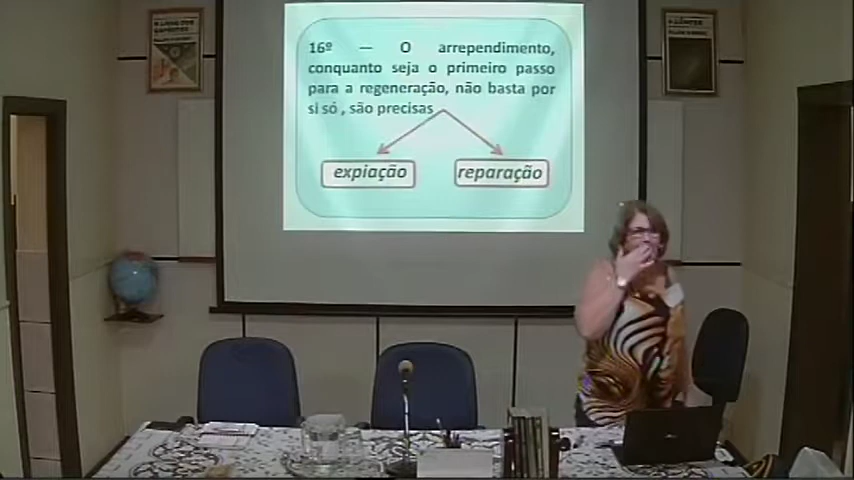 16º — O arrependimento,
conquanto seja o primeiro passo
para a regeneração, não basta por
si só , são precisas
expiação
reparação